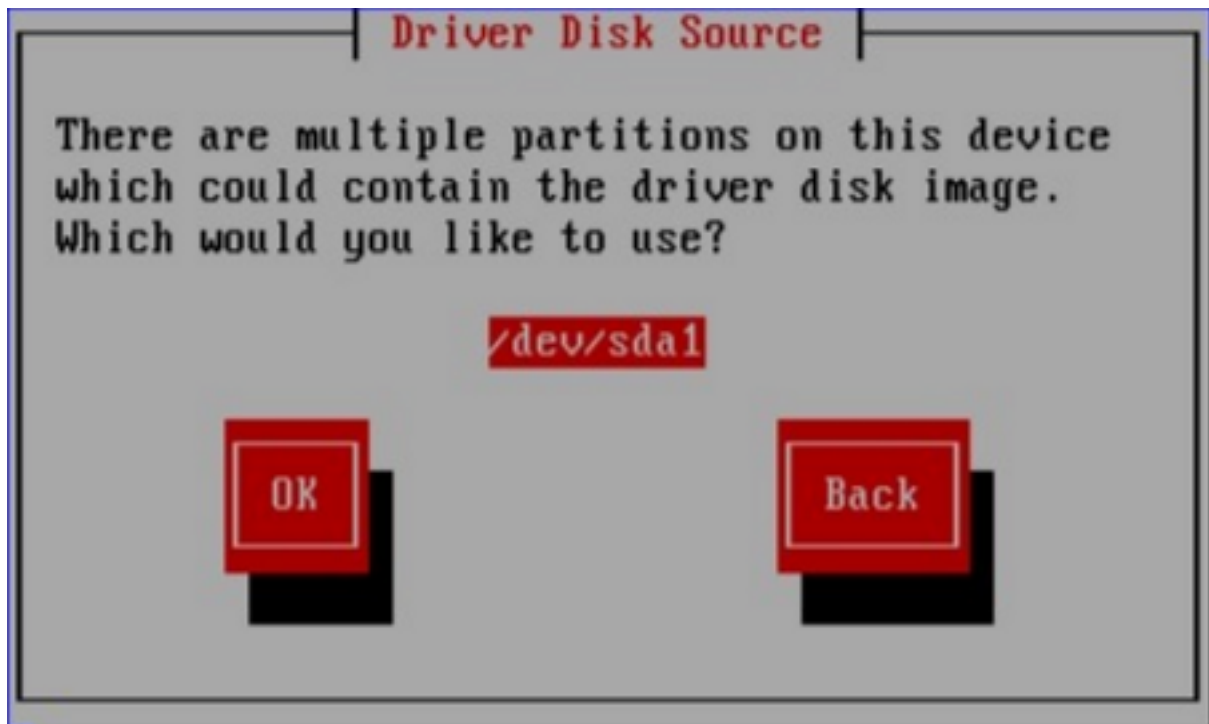 Driver Disk Source
There are multiple partitions on this device
which could contain the driver disk image.
Which would you like to use?
/dev/sda1
OK
Back